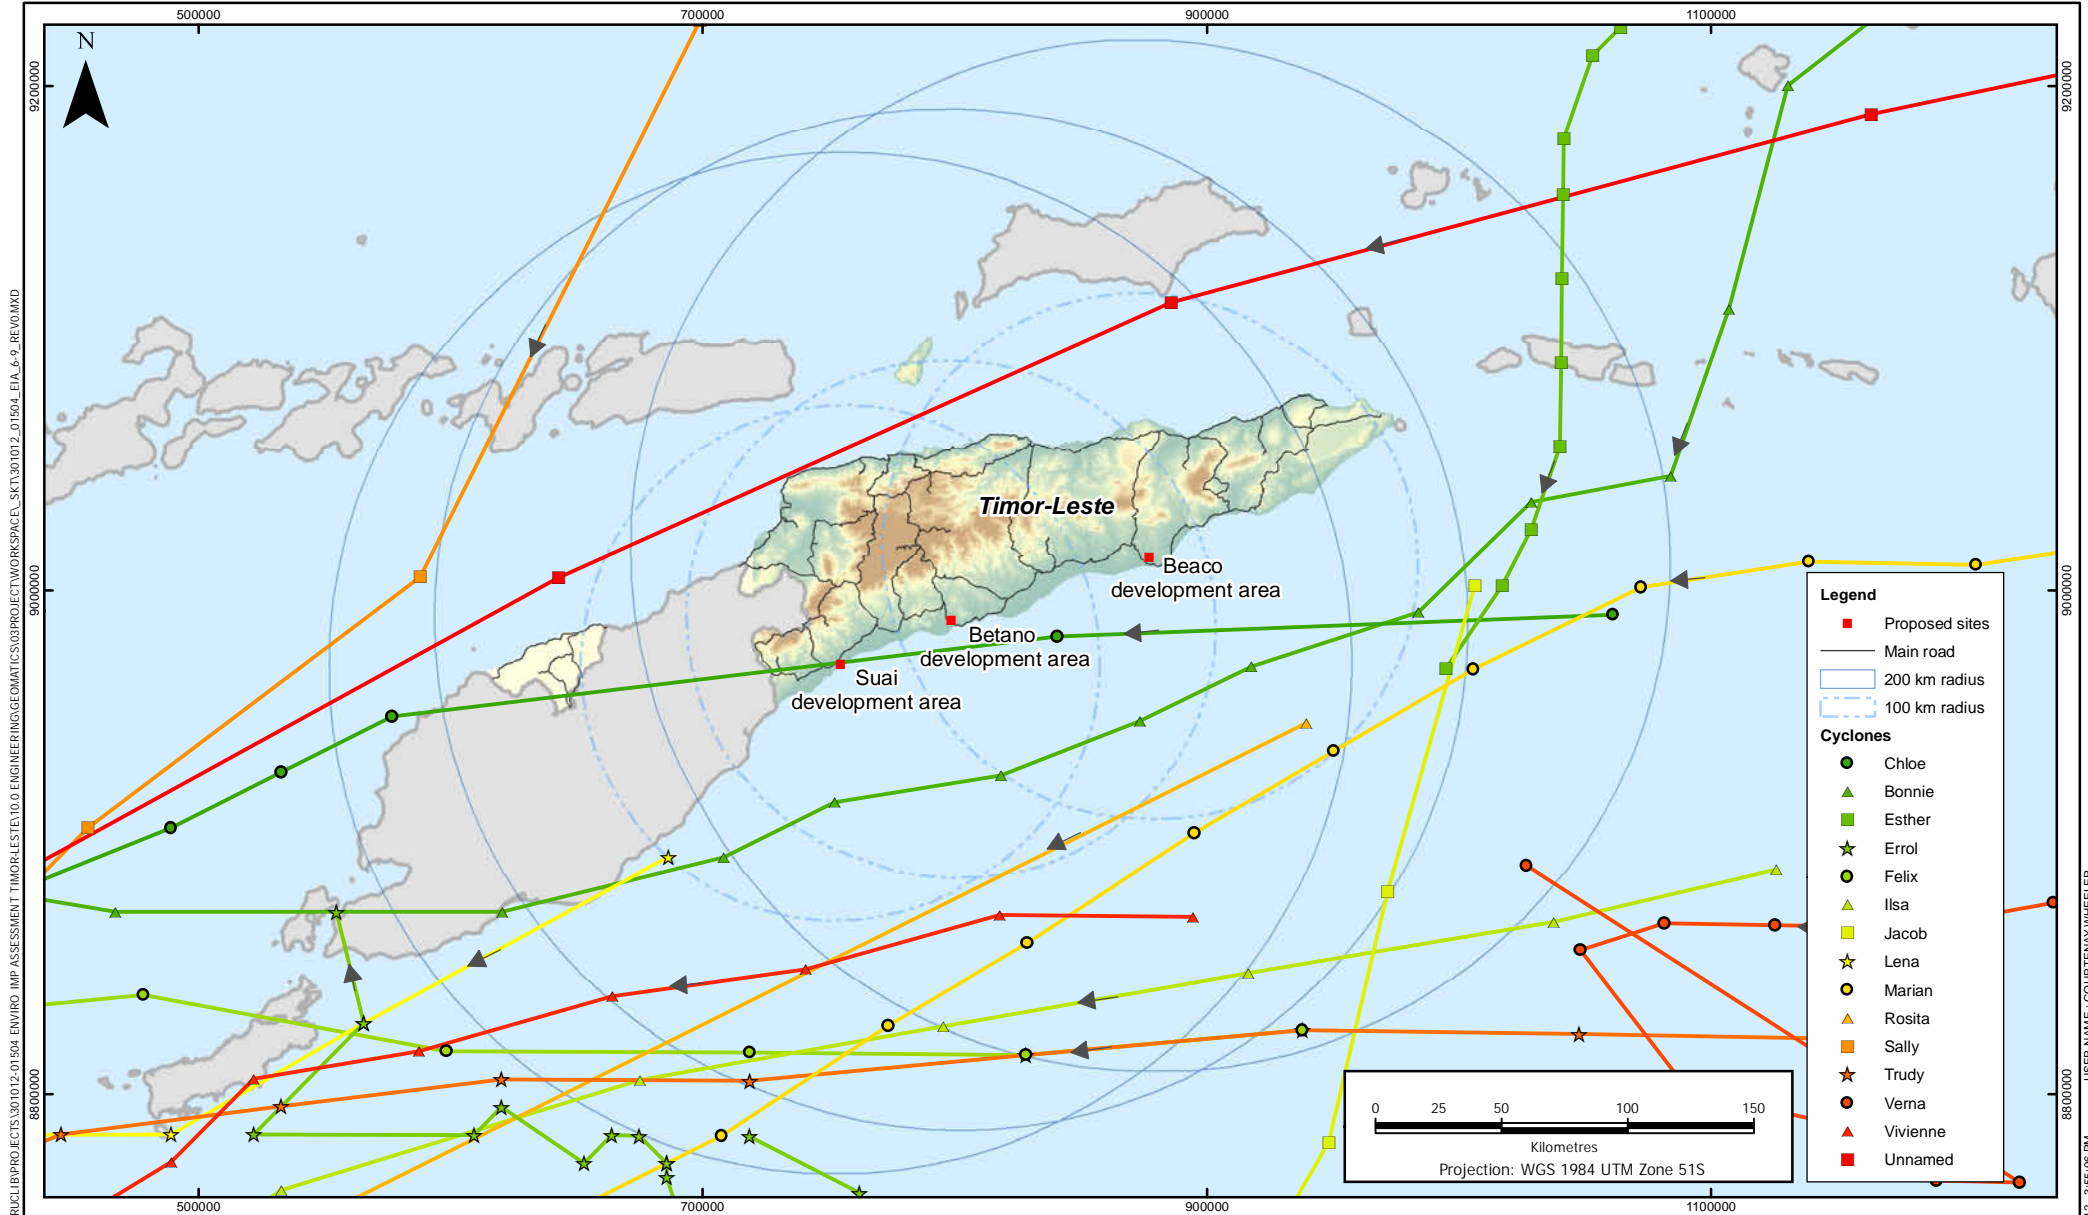 500000
700000
900000
1100000
N
9200000
9200000
Timor-Leste
Beaco
development area
9000000
9000000
Betano
development area
Suai
development area
Legend
Proposed sites
Main road
200 km radius
100 km radius
Cyclones
Chloe
Bonnie
Esther
Errol
Felix
Ilsa
Jacob
Lena
Marian
Rosita
Sally
Trudy
Verna
Vivienne
Unnamed
8800000
8800000
0 25 50 100 150
Kilometres
Projection: WGS 1984 UTM Zone 51S
500000
700000
900000
1100000